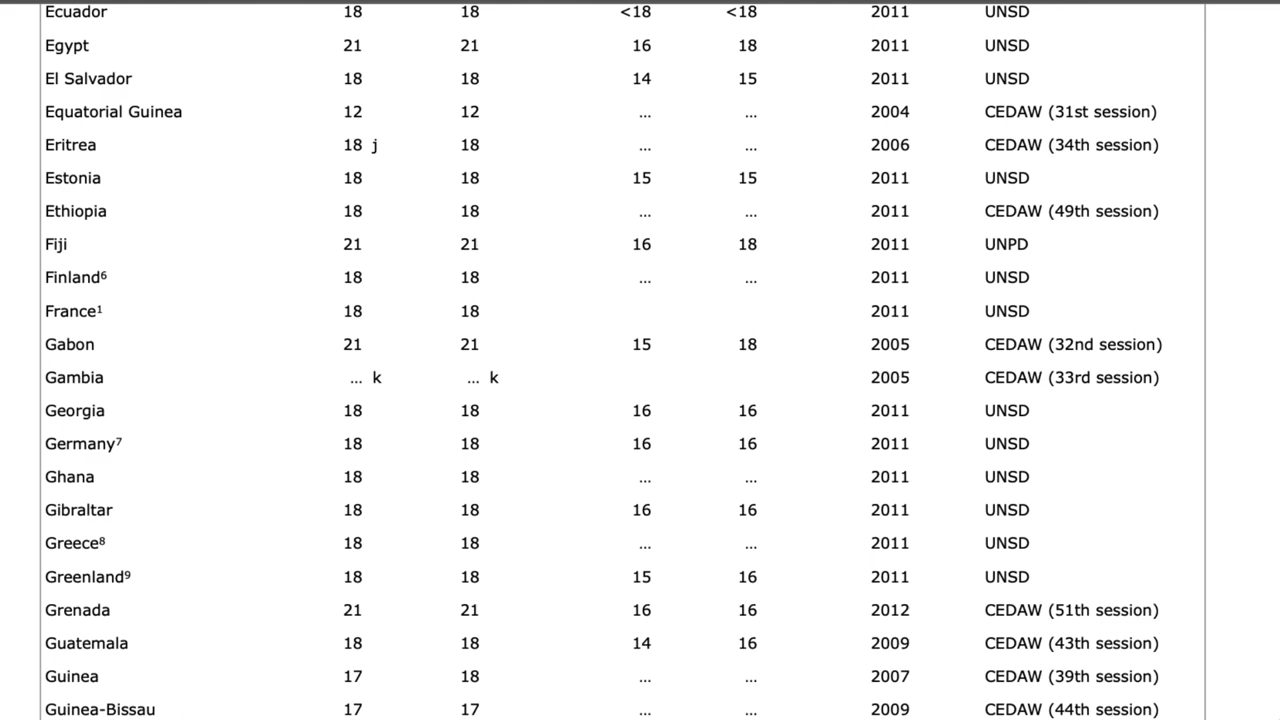 Ecuador 18 18 <18 <18 2011 UNSD
Egypt 21 21 16 18 2011 UNSD
El Salvador 18 18 14 15 2011 UNSD
Equatorial Guinea 12 12 ... ... 2004 CEDAW (31st session)
Eritrea 18 j 18 ... ... 2006 CEDAW (34th session)
Estonia 18 18 15 15 2011 UNSD
Ethiopia 18 18 ... ... 2011 CEDAW (49th session)
Fiji 21 21 16 18 2011 UNPD
Finland⁶ 18 18 ... ... 2011 UNSD
France¹ 18 18 2011 UNSD
Gabon 21 21 15 18 2005 CEDAW (32nd session)
Gambia ... k ... k 2005 CEDAW (33rd session)
Georgia 18 18 16 16 2011 UNSD
Germany⁷ 18 18 16 16 2011 UNSD
Ghana 18 18 ... ... 2011 UNSD
Gibraltar 18 18 16 16 2011 UNSD
Greece⁸ 18 18 ... ... 2011 UNSD
Greenland⁹ 18 18 15 16 2011 UNSD
Grenada 21 21 16 16 2012 CEDAW (51th session)
Guatemala 18 18 14 16 2009 CEDAW (43th session)
Guinea 17 18 ... ... 2007 CEDAW (39th session)
Guinea-Bissau 17 17 ... ... 2009 CEDAW (44th session)